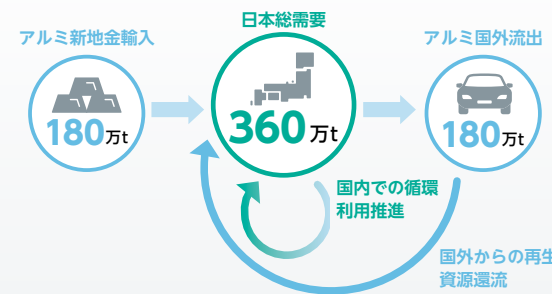 日本総需要
アルミ新地金輸入
アルミ国外流出
180万t
360万t
180万t
国内での循環
利用推進
国外からの再生
資源還流